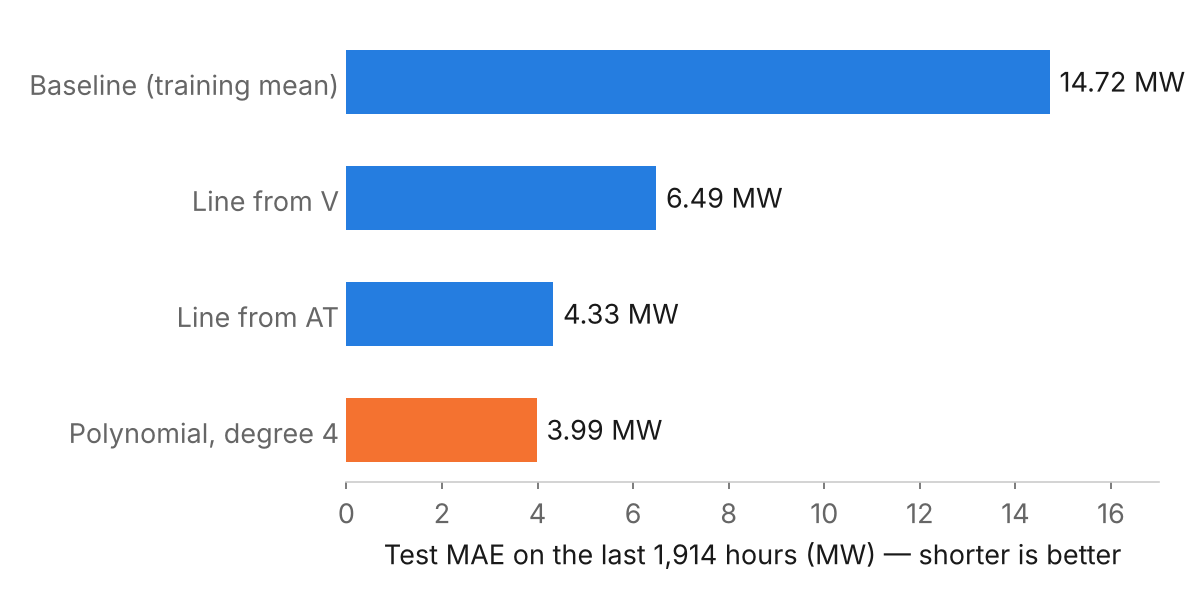 Baseline (training mean) 14.72 MW
Line from V 6.49 MW
Line from AT 4.33 MW
Polynomial, degree 4 3.99 MW
0 2 4 6 8 10 12 14 16
Test MAE on the last 1,914 hours (MW) — shorter is better